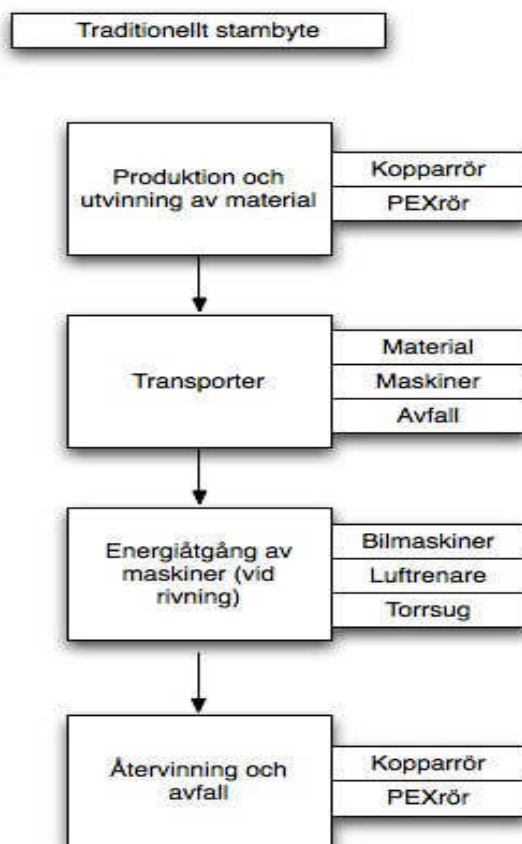 Traditionellt stambyte
Produktion och
utvinning av material
Kopparrör
PEXrör
Transporter
Material
Maskiner
Avfall
Energiåtgång av
maskiner (vid
rivning)
Bilmaskiner
Luftrenare
Torrsug
Återvinning och
avfall
Kopparrör
PEXrör